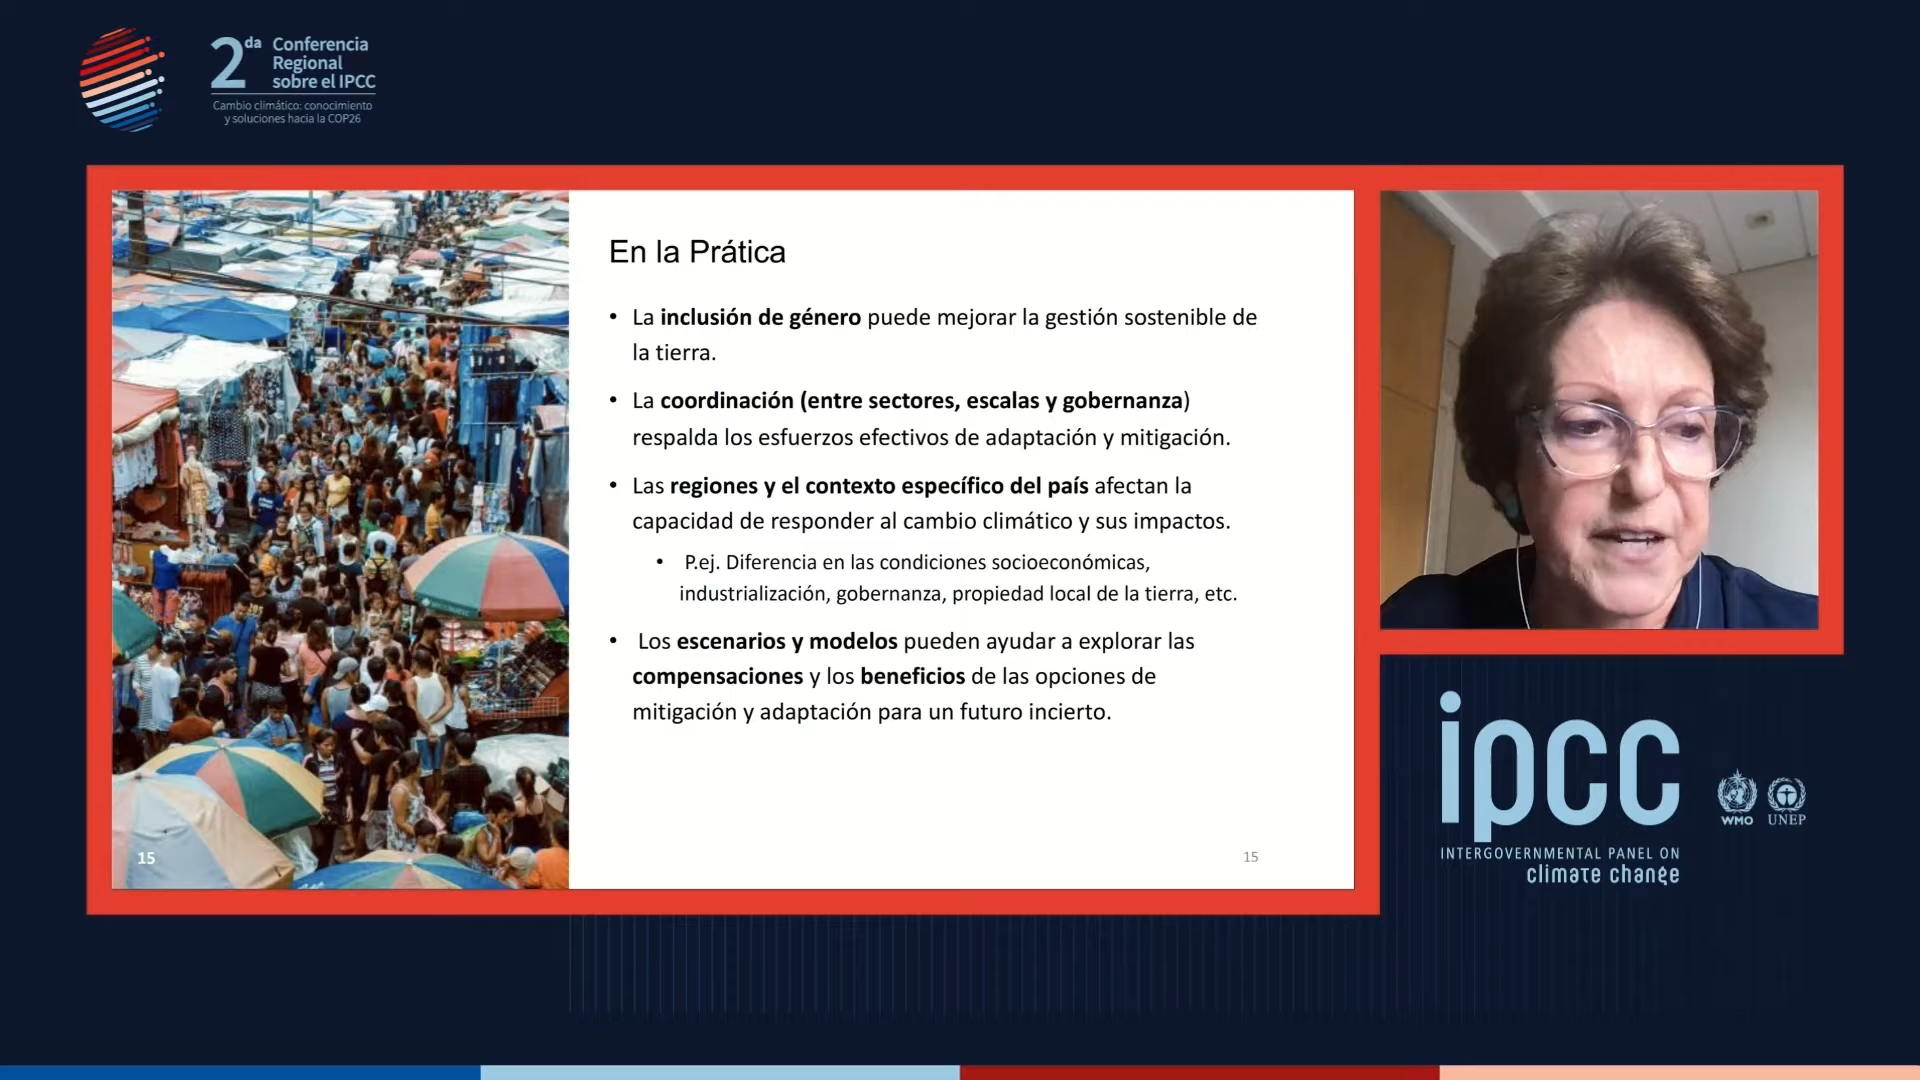 2da Conferencia
Regional
sobre el IPCC
Cambio climático: conocimiento
y soluciones hacia la COP26
En la Prática
• La inclusión de género puede mejorar la gestión sostenible de
la tierra.
• La coordinación (entre sectores, escalas y gobernanza)
respalda los esfuerzos efectivos de adaptación y mitigación.
• Las regiones y el contexto específico del país afectan la
capacidad de responder al cambio climático y sus impactos.
• P.ej. Diferencia en las condiciones socioeconómicas,
industrialización, gobernanza, propiedad local de la tierra, etc.
• Los escenarios y modelos pueden ayudar a explorar las
compensaciones y los beneficios de las opciones de
mitigación y adaptación para un futuro incierto.
15
15
ipcc
INTERGOVERNMENTAL PANEL ON
climate change
WMO
UNEP